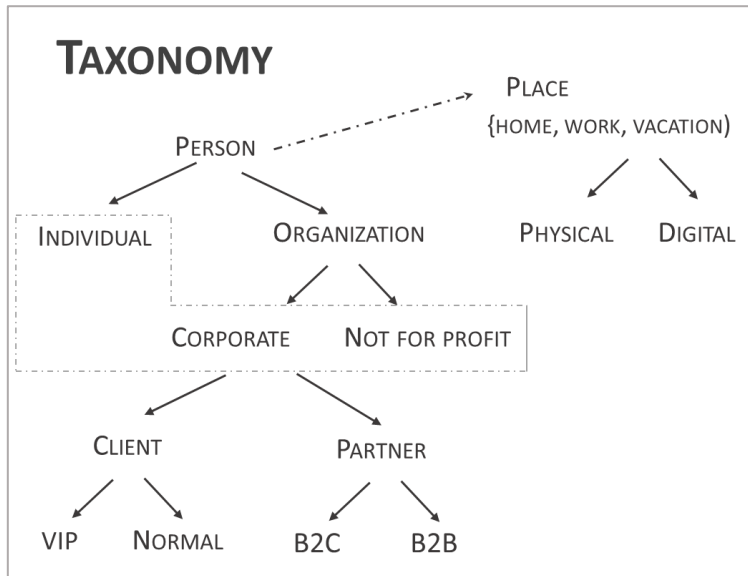 TAXONOMY
PLACE
{HOME, WORK, VACATION)
PERSON
INDIVIDUAL
ORGANIZATION
PHYSICAL
DIGITAL
CORPORATE
NOT FOR PROFIT
CLIENT
PARTNER
VIP
NORMAL
B2C
B2B